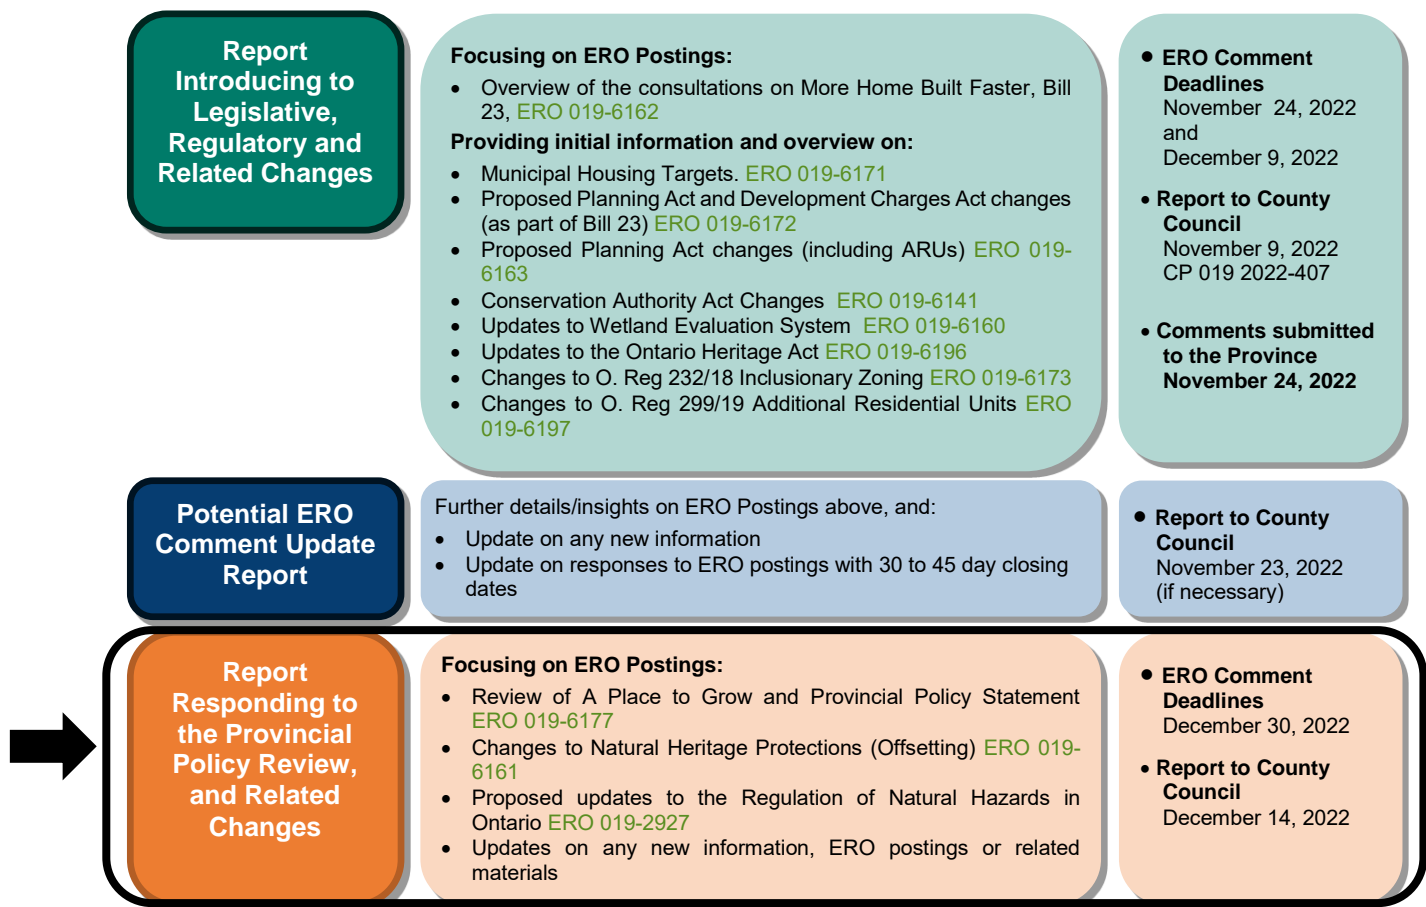 Report
Introducing to
Legislative,
Regulatory and
Related Changes
Focusing on ERO Postings:
• Overview of the consultations on More Home Built Faster, Bill
23, ERO 019-6162
Providing initial information and overview on:
• Municipal Housing Targets. ERO 019-6171
• Proposed Planning Act and Development Charges Act changes
(as part of Bill 23) ERO 019-6172
• Proposed Planning Act changes (including ARUs) ERO 019-
6163
• Conservation Authority Act Changes ERO 019-6141
• Updates to Wetland Evaluation System ERO 019-6160
• Updates to the Ontario Heritage Act ERO 019-6196
• Changes to O. Reg 232/18 Inclusionary Zoning ERO 019-6173
• Changes to O. Reg 299/19 Additional Residential Units ERO
019-6197
• ERO Comment
Deadlines
November 24, 2022
and
December 9, 2022
• Report to County
Council
November 9, 2022
CP 019 2022-407
• Comments submitted
to the Province
November 24, 2022
Potential ERO
Comment Update
Report
Further details/insights on ERO Postings above, and:
• Update on any new information
• Update on responses to ERO postings with 30 to 45 day closing
dates
• Report to County
Council
November 23, 2022
(if necessary)
Report
Responding to
the Provincial
Policy Review,
and Related
Changes
Focusing on ERO Postings:
• Review of A Place to Grow and Provincial Policy Statement
ERO 019-6177
• Changes to Natural Heritage Protections (Offsetting) ERO 019-
6161
• Proposed updates to the Regulation of Natural Hazards in
Ontario ERO 019-2927
• Updates on any new information, ERO postings or related
materials
• ERO Comment
Deadlines
December 30, 2022
• Report to County
Council
December 14, 2022